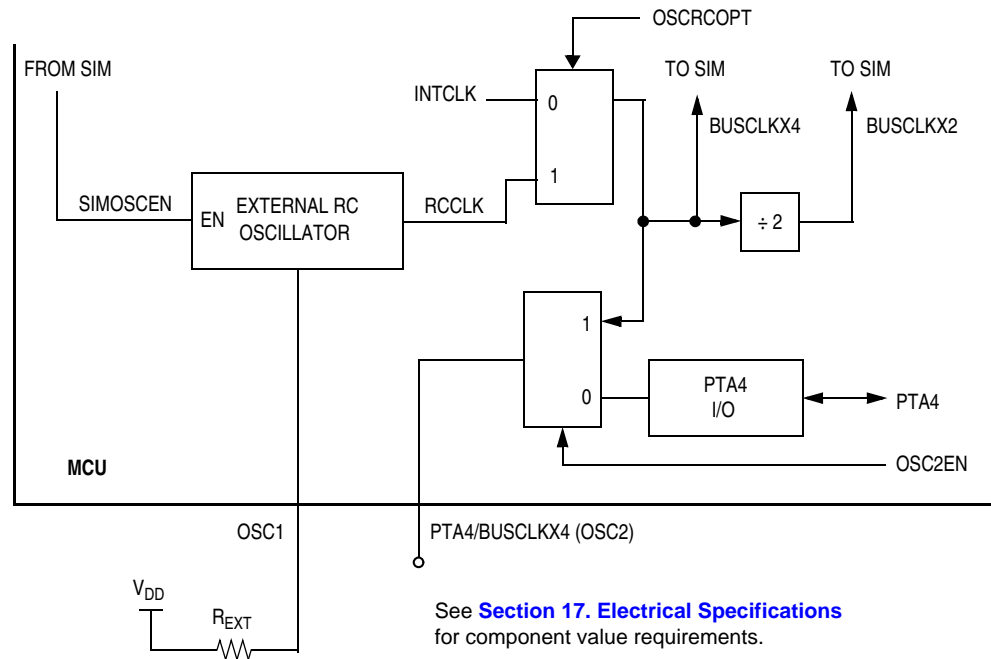 OSCRCOPT
FROM SIM
TO SIM
TO SIM
INTCLK
0
BUSCLKX4
BUSCLKX2
1
SIMOSCEN
EN
EXTERNAL RC
OSCILLATOR
RCCLK
÷ 2
1
0
PTA4
I/O
PTA4
MCU
OSC2EN
OSC1
PTA4/BUSCLKX4 (OSC2)
VDD
REXT
See Section 17. Electrical Specifications
for component value requirements.